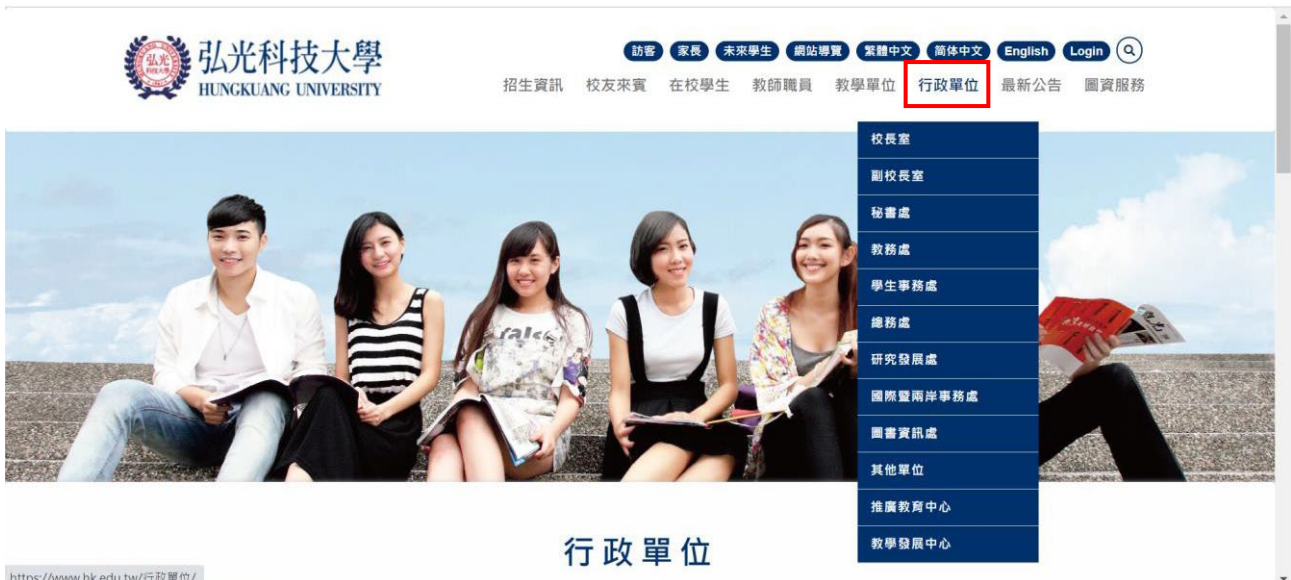 弘光科技大學
HUNGKUANG UNIVERSITY
訪客 家長 未來學生 網站導覽 繁體中文 简体中文 English Login
招生資訊 校友來賓 在校學生 教師職員 教學單位 行政單位 最新公告 圖資服務
校長室
副校長室
秘書處
教務處
學生事務處
總務處
研究發展處
國際暨兩岸事務處
圖書資訊處
其他單位
推廣教育中心
教學發展中心
行政單位
https://www.hk.edu.tw/行政單位/